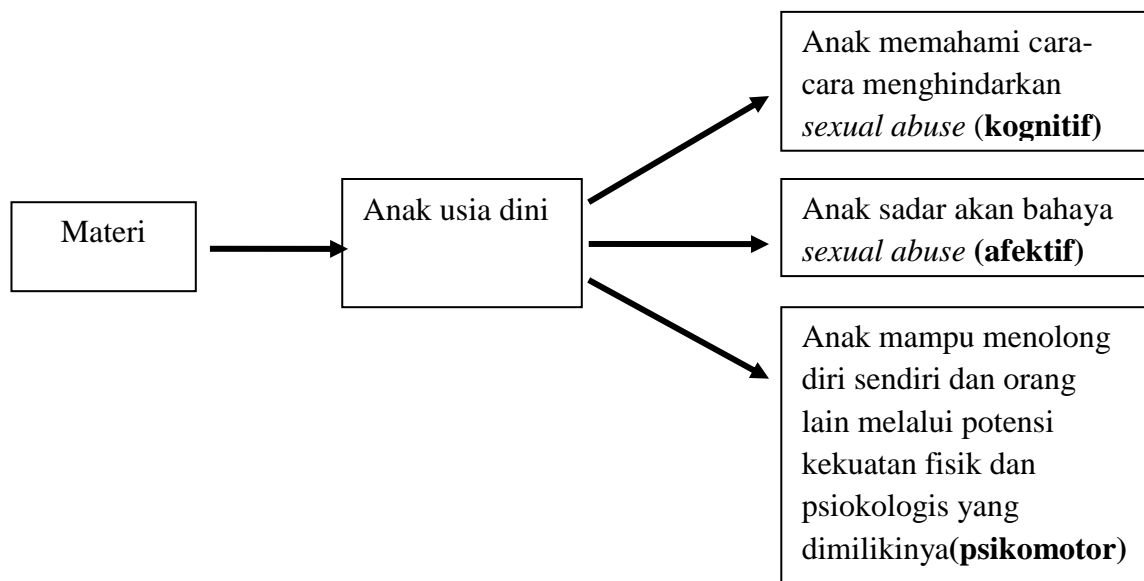 Materi
Anak usia dini
Anak memahami cara-
cara menghindarkan
sexual abuse (kognitif)
Anak sadar akan bahaya
sexual abuse (afektif)
Anak mampu menolong
diri sendiri dan orang
lain melalui potensi
kekuatan fisik dan
psiokologis yang
dimilikinya(psikomotor)